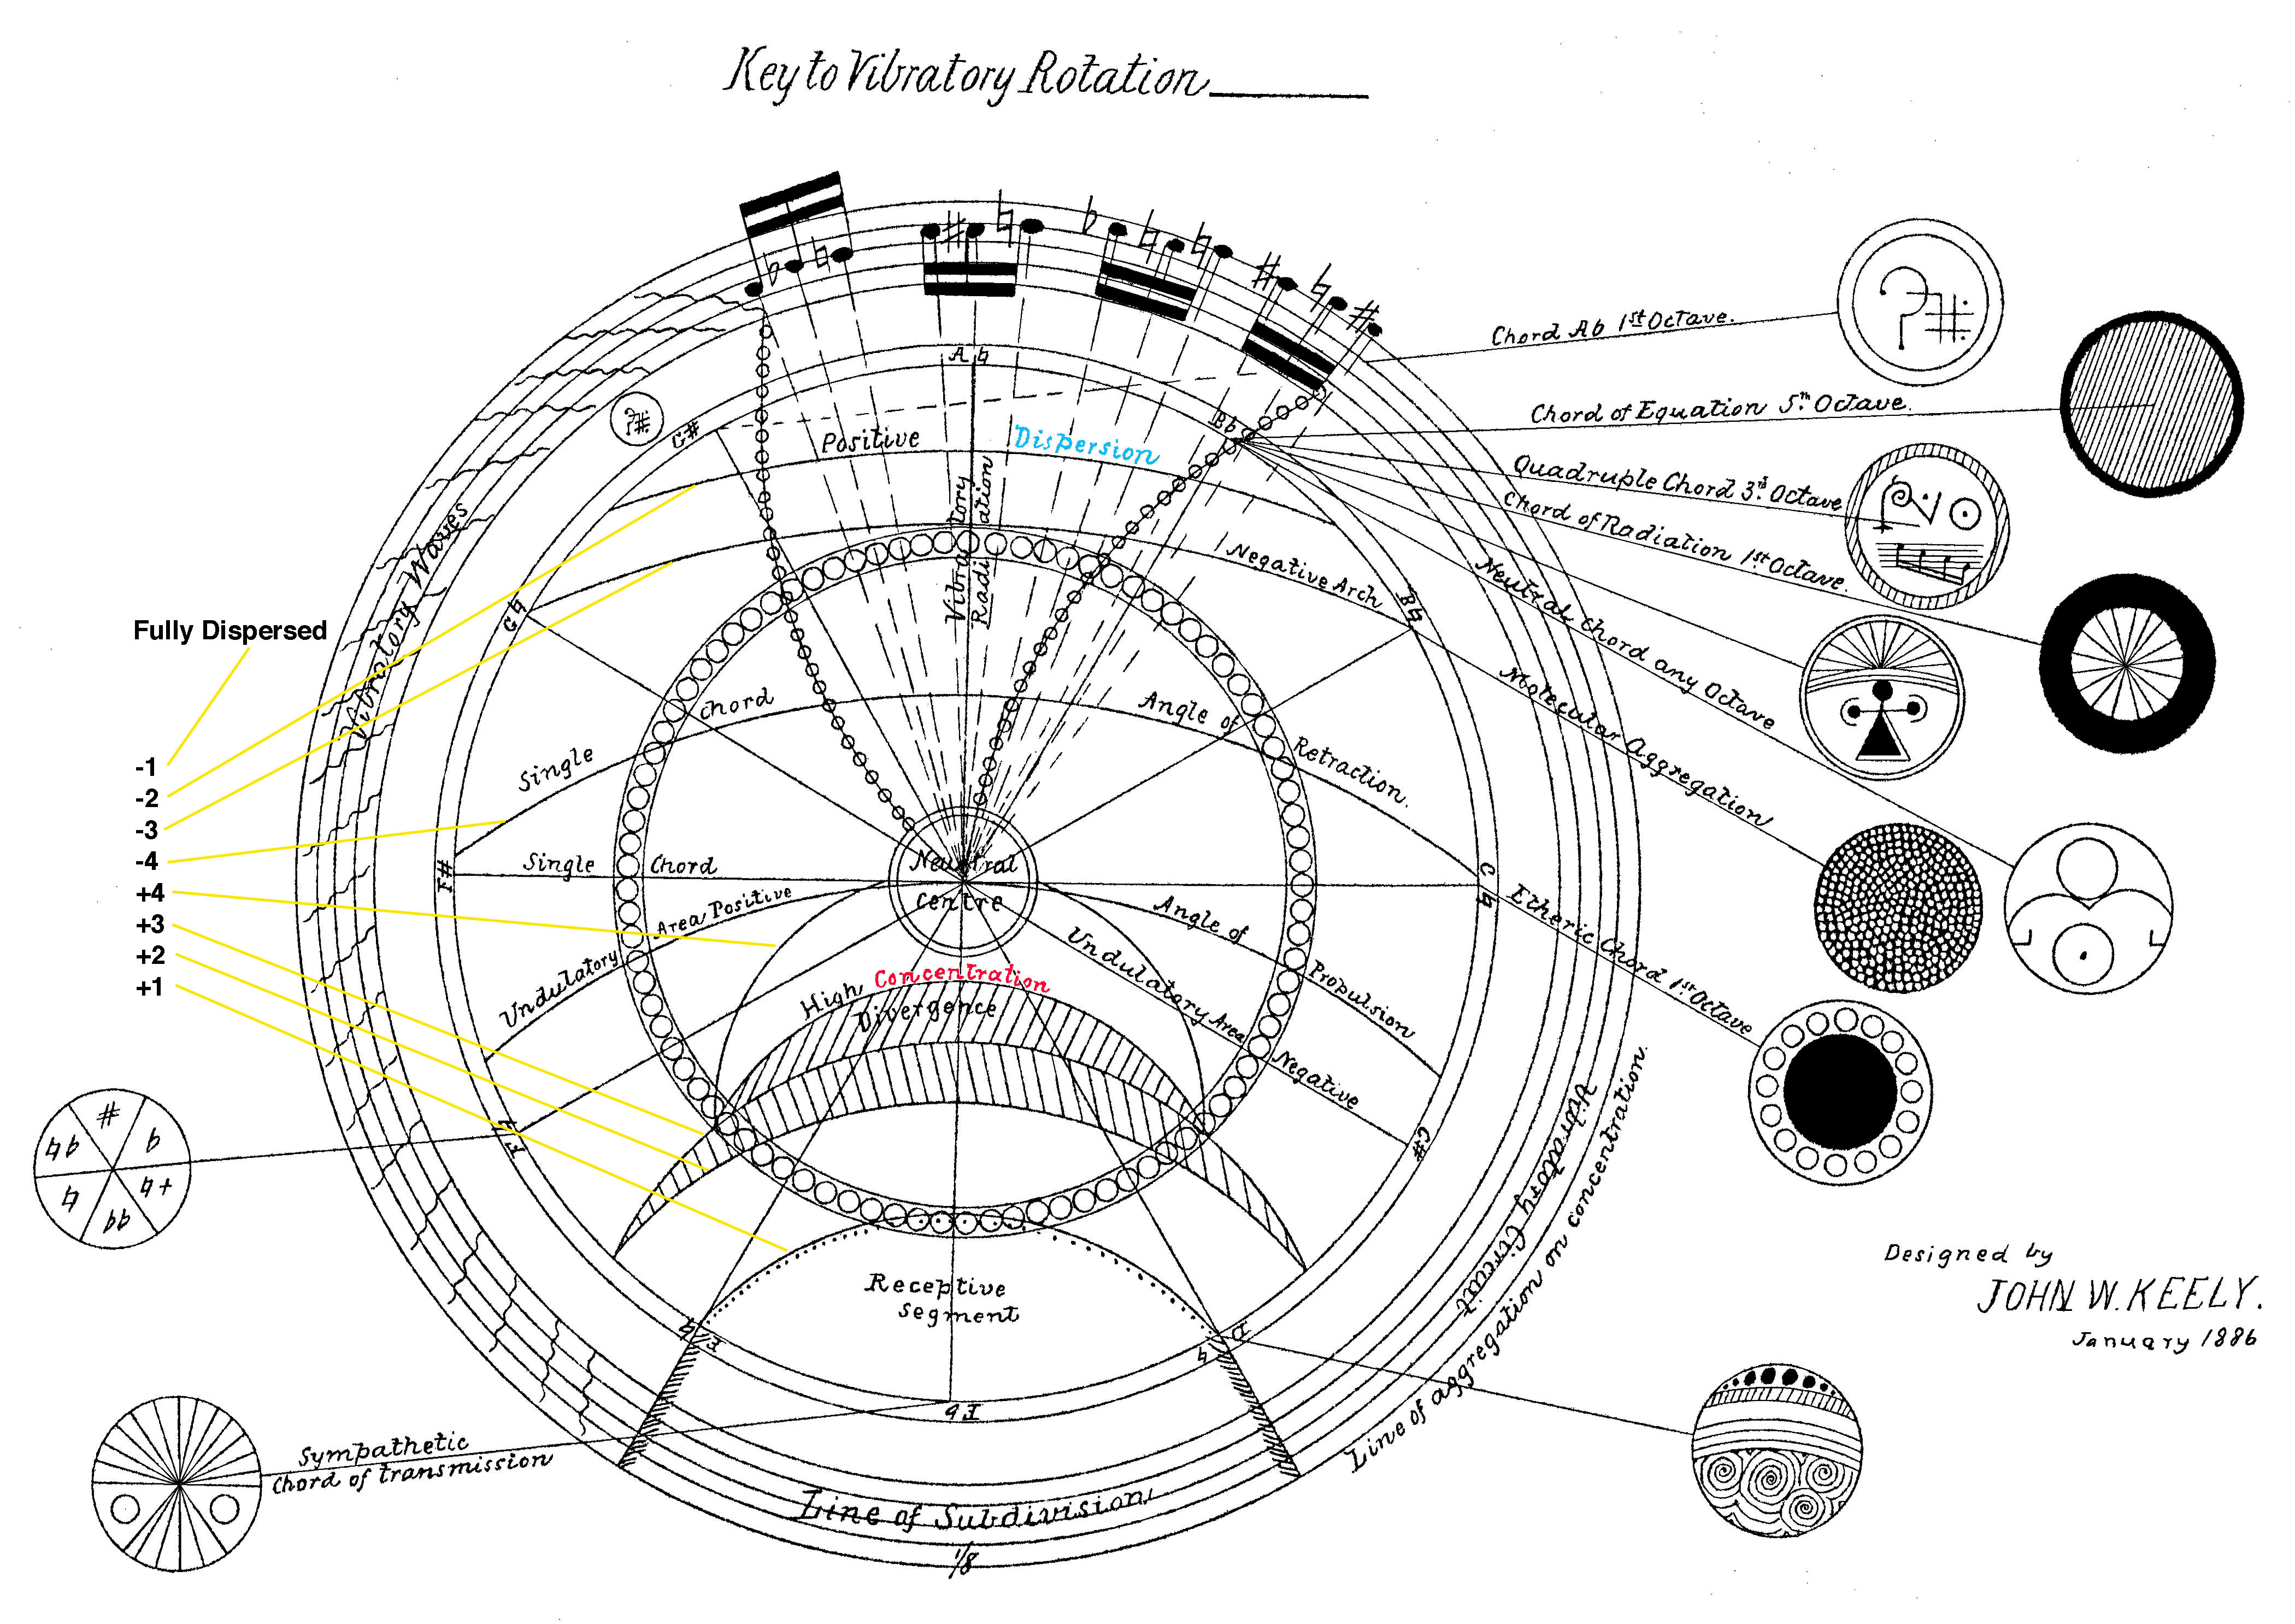 Key to Vibratory Rotation
Chord Ab 1st Octave.
Chord of Equation 5th Octave.
Quadruple Chord 3d Octave
Chord of Radiation 1st Octave.
Neutral chord any Octave
Molecular Aggregation
Etheric Chord 1st Octave
A♮
G#
Bb
Positive
Dispersion
Vibratory
Radiation
Negative Arch
G♮
B♮
Vibratory Waves
Fully Dispersed
-1
-2
-3
-4
+4
+3
+2
+1
Single Chord
Angle of Retraction.
F#
Single Chord
C♮
Neutral
Centre
Undulatory Area Positive
Angle of Propulsion
Undulatory Area Negative
High Concentration
Divergence
F♮
C#
# b ♮+ bb ♮ ♮b
Receptive
segment
E♮
D♮
Eb
Vibratory Circuit
Line of aggregation on concentration.
Designed by
JOHN W. KEELY.
January 1886
Sympathetic
Chord of transmission
Line of Subdivision
1/8